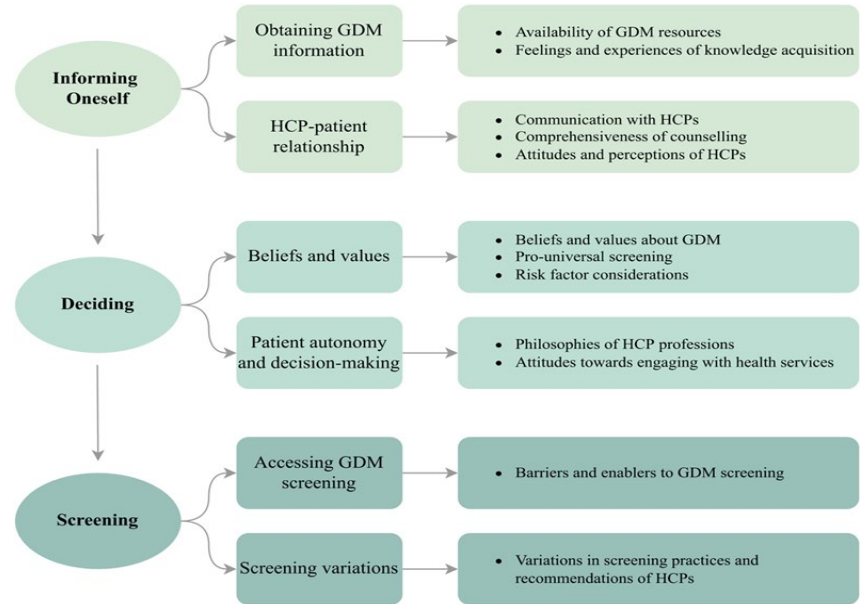 Obtaining GDM
information
• Availability of GDM resources
• Feelings and experiences of knowledge acquisition
Informing
Oneself
HCP-patient
relationship
• Communication with HCPs
• Comprehensiveness of counselling
• Attitudes and perceptions of HCPs
Beliefs and values
• Beliefs and values about GDM
• Pro-universal screening
• Risk factor considerations
Deciding
Patient autonomy
and decision-making
• Philosophies of HCP professions
• Attitudes towards engaging with health services
Accessing GDM
screening
• Barriers and enablers to GDM screening
Screening
Screening variations
• Variations in screening practices and
recommendations of HCPs